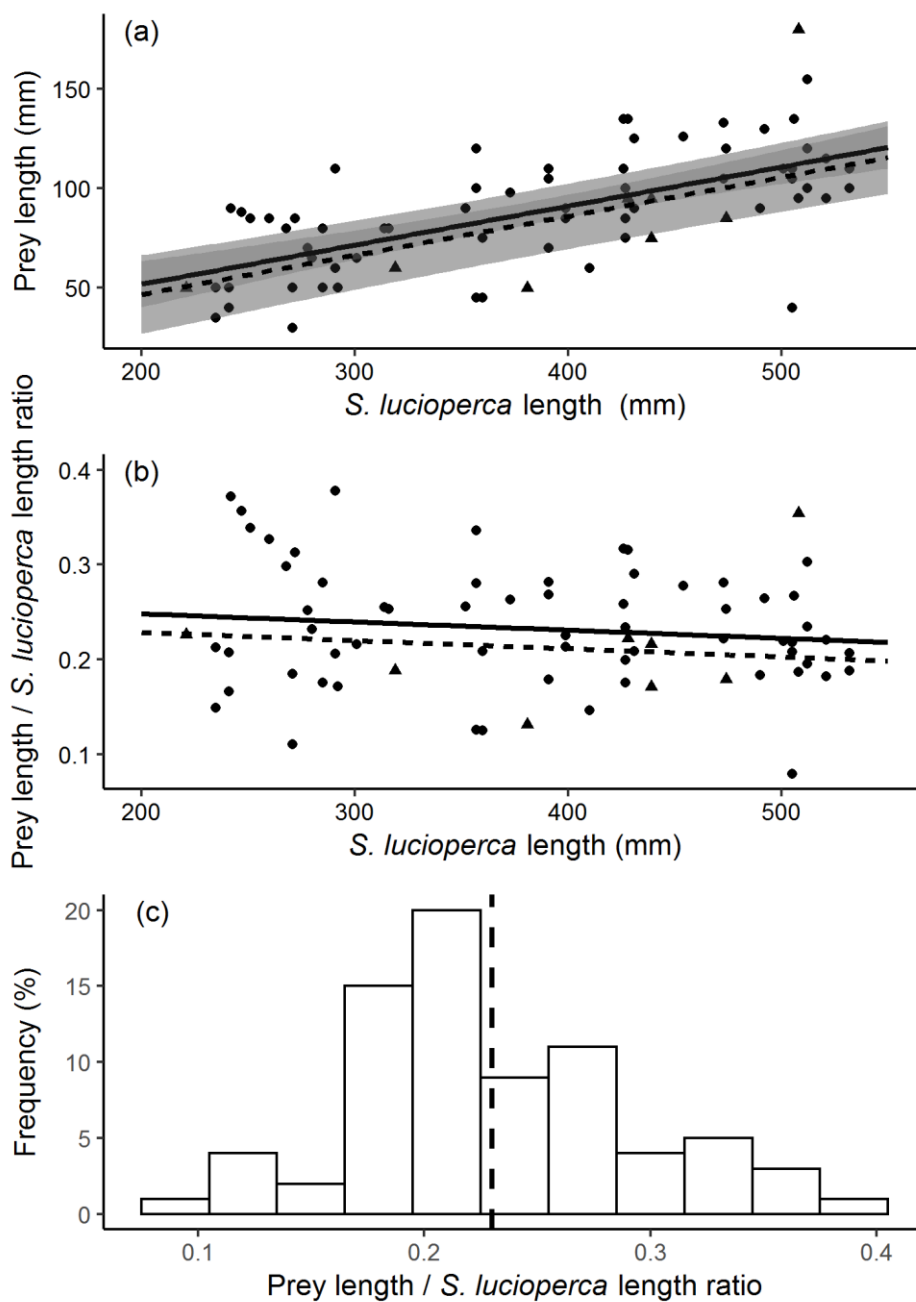 (a)
Prey length (mm)
150
100
50
200 300 400 500
S. lucioperca length (mm)
(b)
Prey length / S. lucioperca length ratio
0.4
0.3
0.2
0.1
200 300 400 500
S. lucioperca length (mm)
(c)
Frequency (%)
20
15
10
5
0
0.1 0.2 0.3 0.4
Prey length / S. lucioperca length ratio